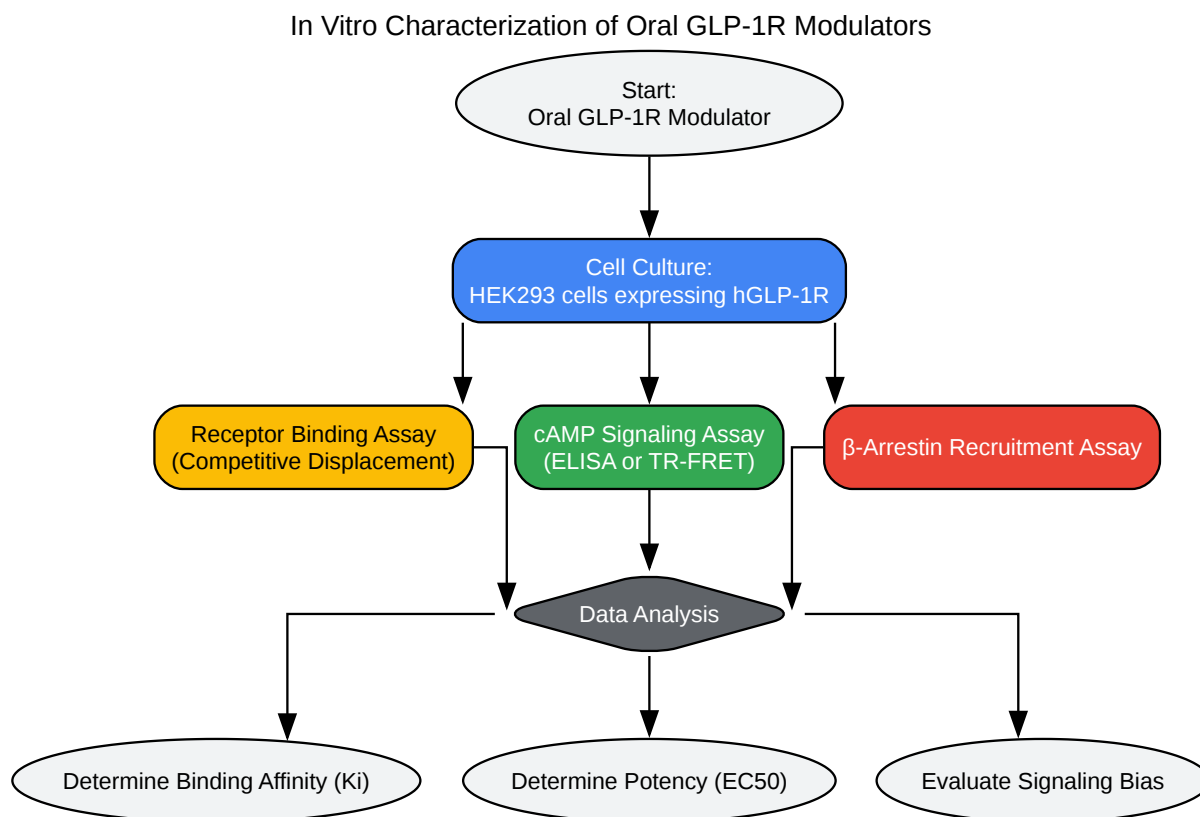 In Vitro Characterization of Oral GLP-1R Modulators
Start:
Oral GLP-1R Modulator
Cell Culture:
HEK293 cells expressing hGLP-1R
Receptor Binding Assay
(Competitive Displacement)
cAMP Signaling Assay
(ELISA or TR-FRET)
β-Arrestin Recruitment Assay
Data Analysis
Determine Binding Affinity (Ki)
Determine Potency (EC50)
Evaluate Signaling Bias